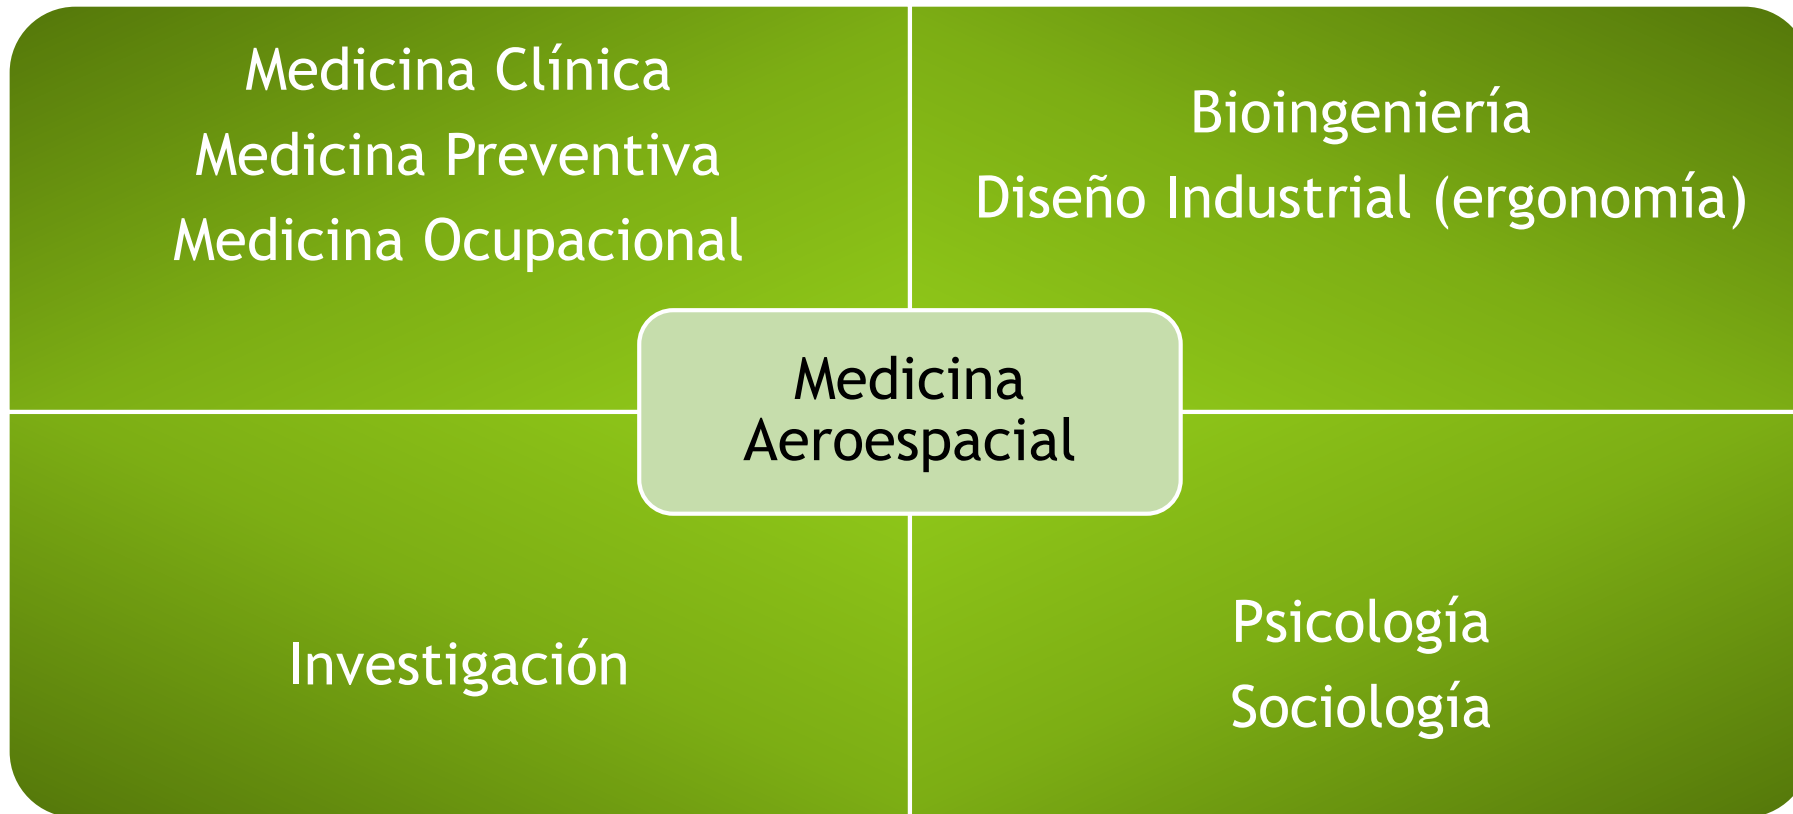 Medicina Clínica
Medicina Preventiva
Medicina Ocupacional
Bioingeniería
Diseño Industrial (ergonomía)
Medicina
Aeroespacial
Investigación
Psicología
Sociología